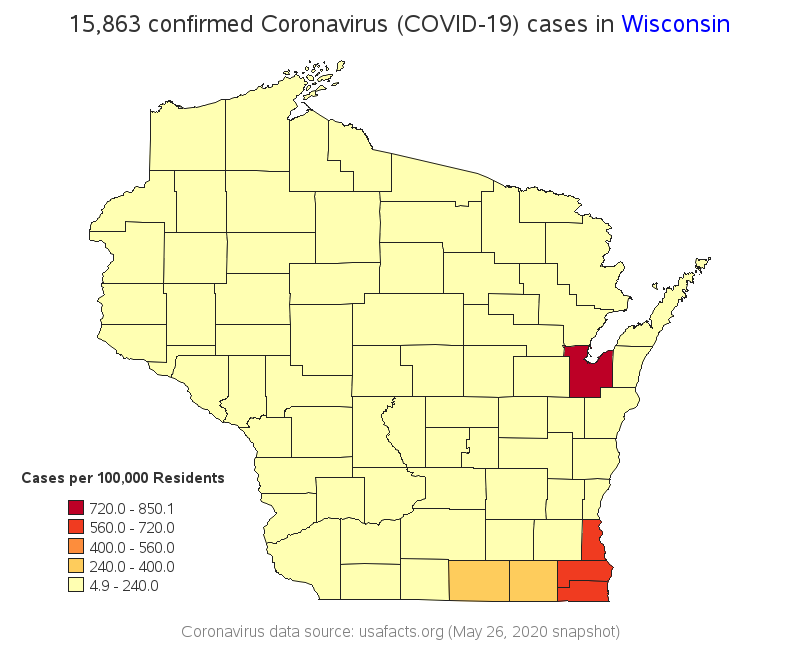 15,863 confirmed Coronavirus (COVID-19) cases in Wisconsin
Cases per 100,000 Residents
720.0 - 850.1
560.0 - 720.0
400.0 - 560.0
240.0 - 400.0
4.9 - 240.0
Coronavirus data source: usafacts.org (May 26, 2020 snapshot)